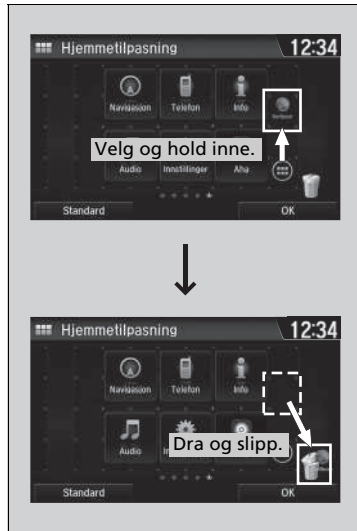 Hjemmetilpasning 12:34
Navigasjon Telefon Info
Velg og hold inne.
Audio Innstillinger Aha
Standard OK
Hjemmetilpasning 12:34
Navigasjon Telefon Info
Dra og slipp.
Audio
Standard OK